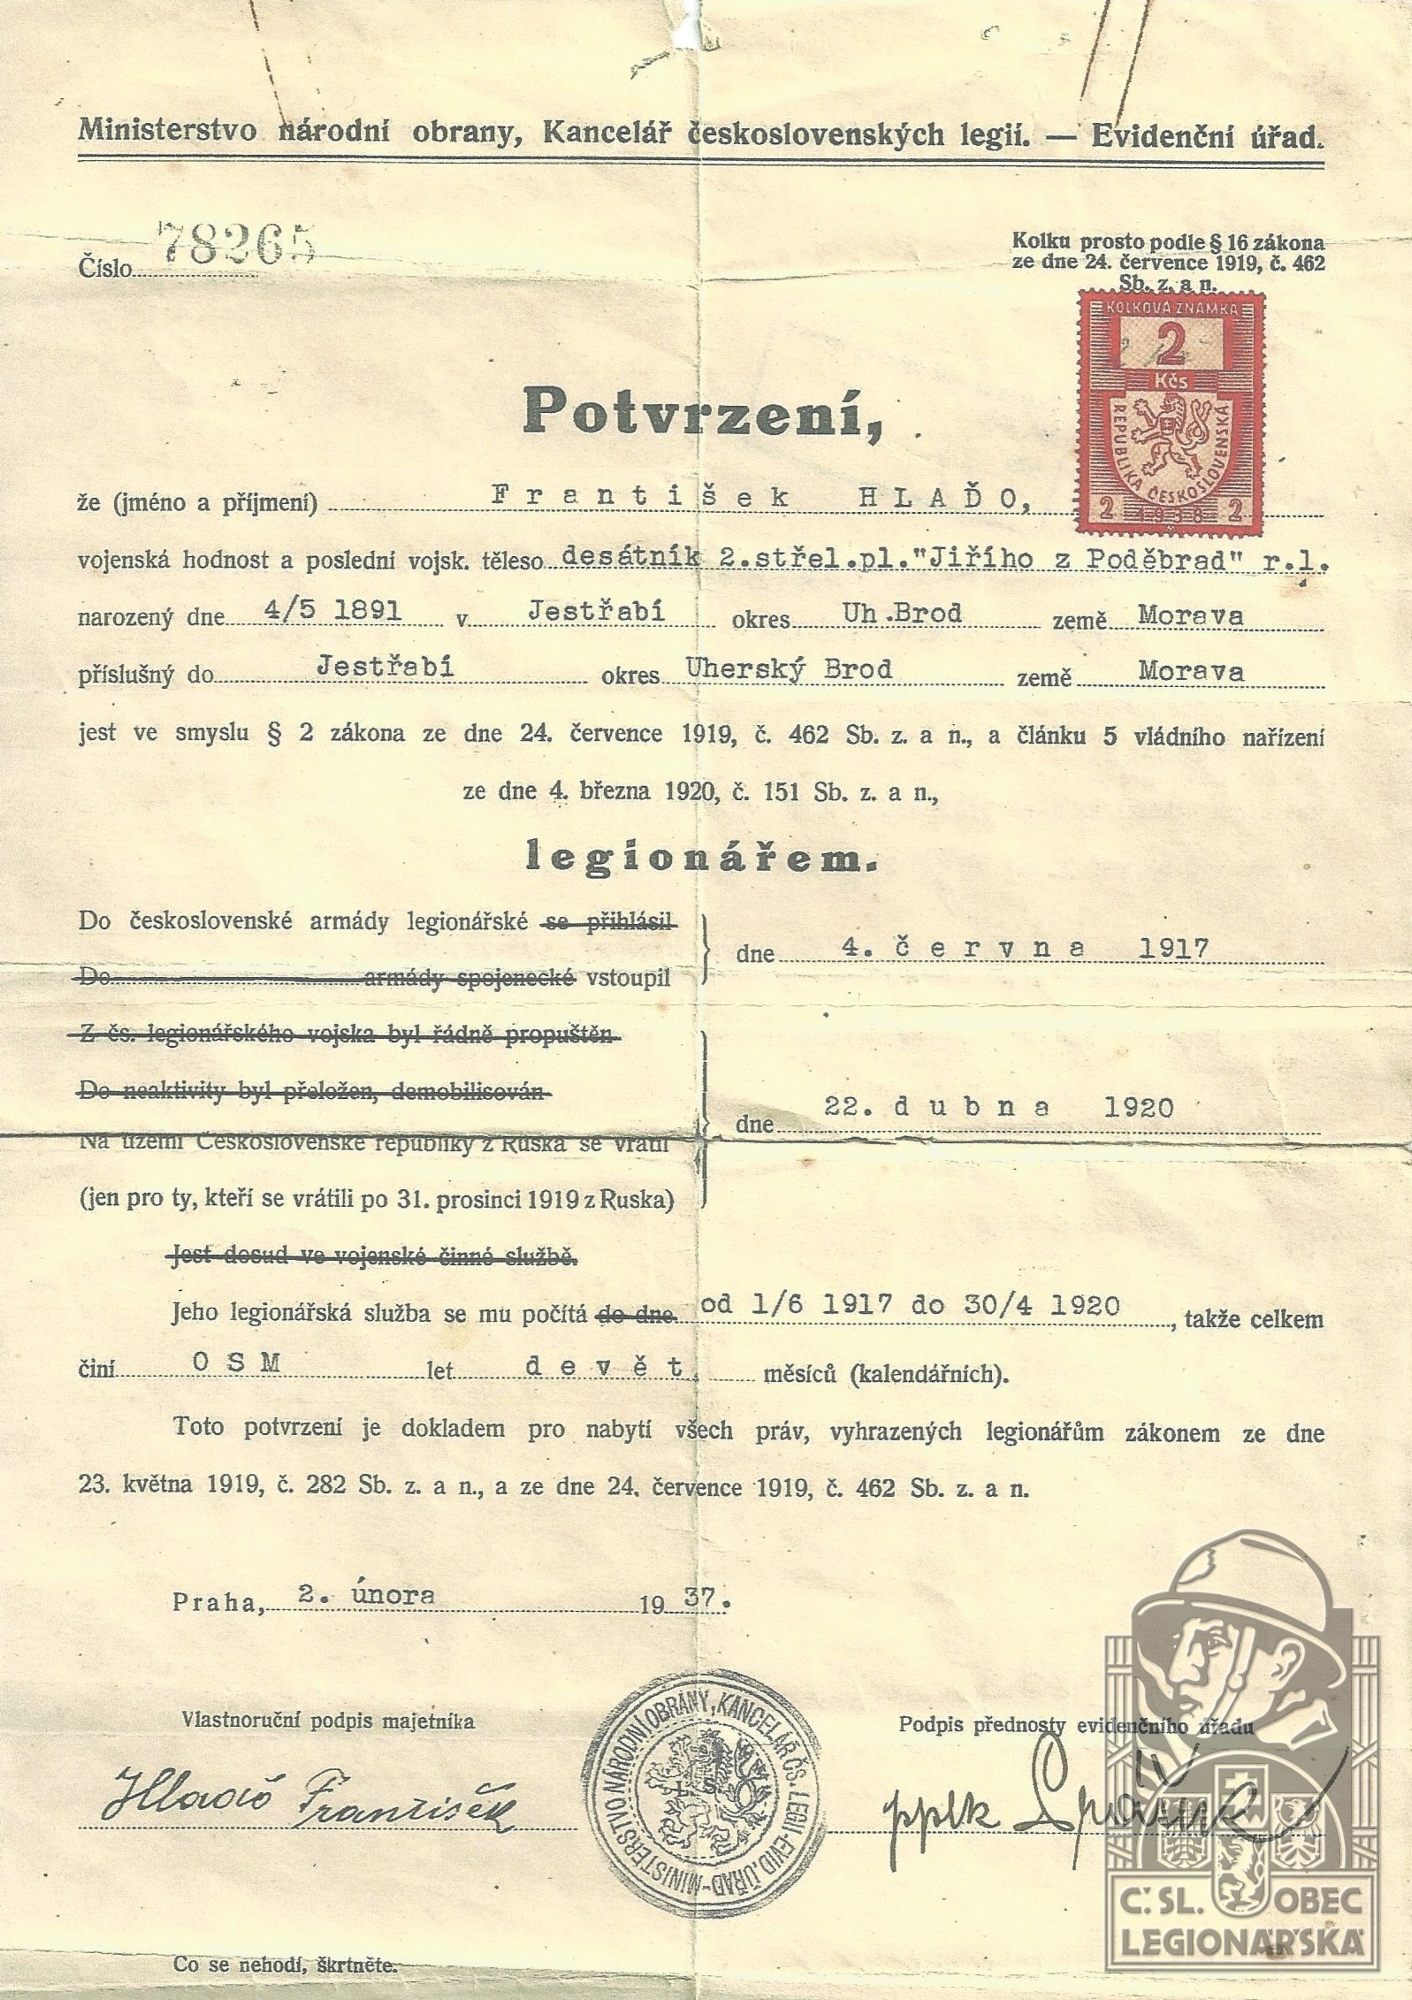 Ministerstvo národní obrany, Kancelář československých legií. — Evidenční úřad.
Číslo 78265
Kolku prosto podle § 16 zákona
ze dne 24. července 1919, č. 462
Sb. z. a n.
KOLKOVÁ ZNÁMKA
2
Kčs
REPUBLIKA ČESKOSLOVENSKÁ
2 1938 2
Potvrzení,
že (jméno a příjmení) František HLAĎO,
vojenská hodnost a poslední vojsk. těleso desátník 2.střel.pl."Jiřího z Poděbrad" r.l.
narozený dne 4/5 1891 v Jestřabí okres Uh.Brod země Morava
příslušný do Jestřabí okres Uherský Brod země Morava
jest ve smyslu § 2 zákona ze dne 24. července 1919, č. 462 Sb. z. a n., a článku 5 vládního nařízení
ze dne 4. března 1920, č. 151 Sb. z. a n.,
legionářem.
Do československé armády legionářské se přihlásil
dne 4. června 1917
Do armády spojenecké vstoupil
Z čs. legionářského vojska byl řádně propuštěn
Do neaktivity byl přeložen, demobilisován
dne 22. dubna 1920
Na území Československé republiky z Ruska se vrátil
(jen pro ty, kteří se vrátili po 31. prosinci 1919 z Ruska)
Jest dosud ve vojenské činné službě.
Jeho legionářská služba se mu počítá do dne od 1/6 1917 do 30/4 1920, takže celkem
činí OSM let devět. měsíců (kalendářních).
Toto potvrzení je dokladem pro nabytí všech práv, vyhrazených legionářům zákonem ze dne
23. května 1919, č. 282 Sb. z. a n., a ze dne 24. července 1919, č. 462 Sb. z. a n.
Praha, 2. února 1937.
Vlastnoruční podpis majetníka
Podpis přednosty evidenčního úřadu
MINISTERSTVO NÁRODNÍ OBRANY, KANCELÁŘ ČS. LEGIÍ-EVID. ÚŘAD-
Č S
Hlaďo František
pplk
Č.SL. OBEC
LEGIONÁŘSKÁ
Co se nehodí, škrtněte.